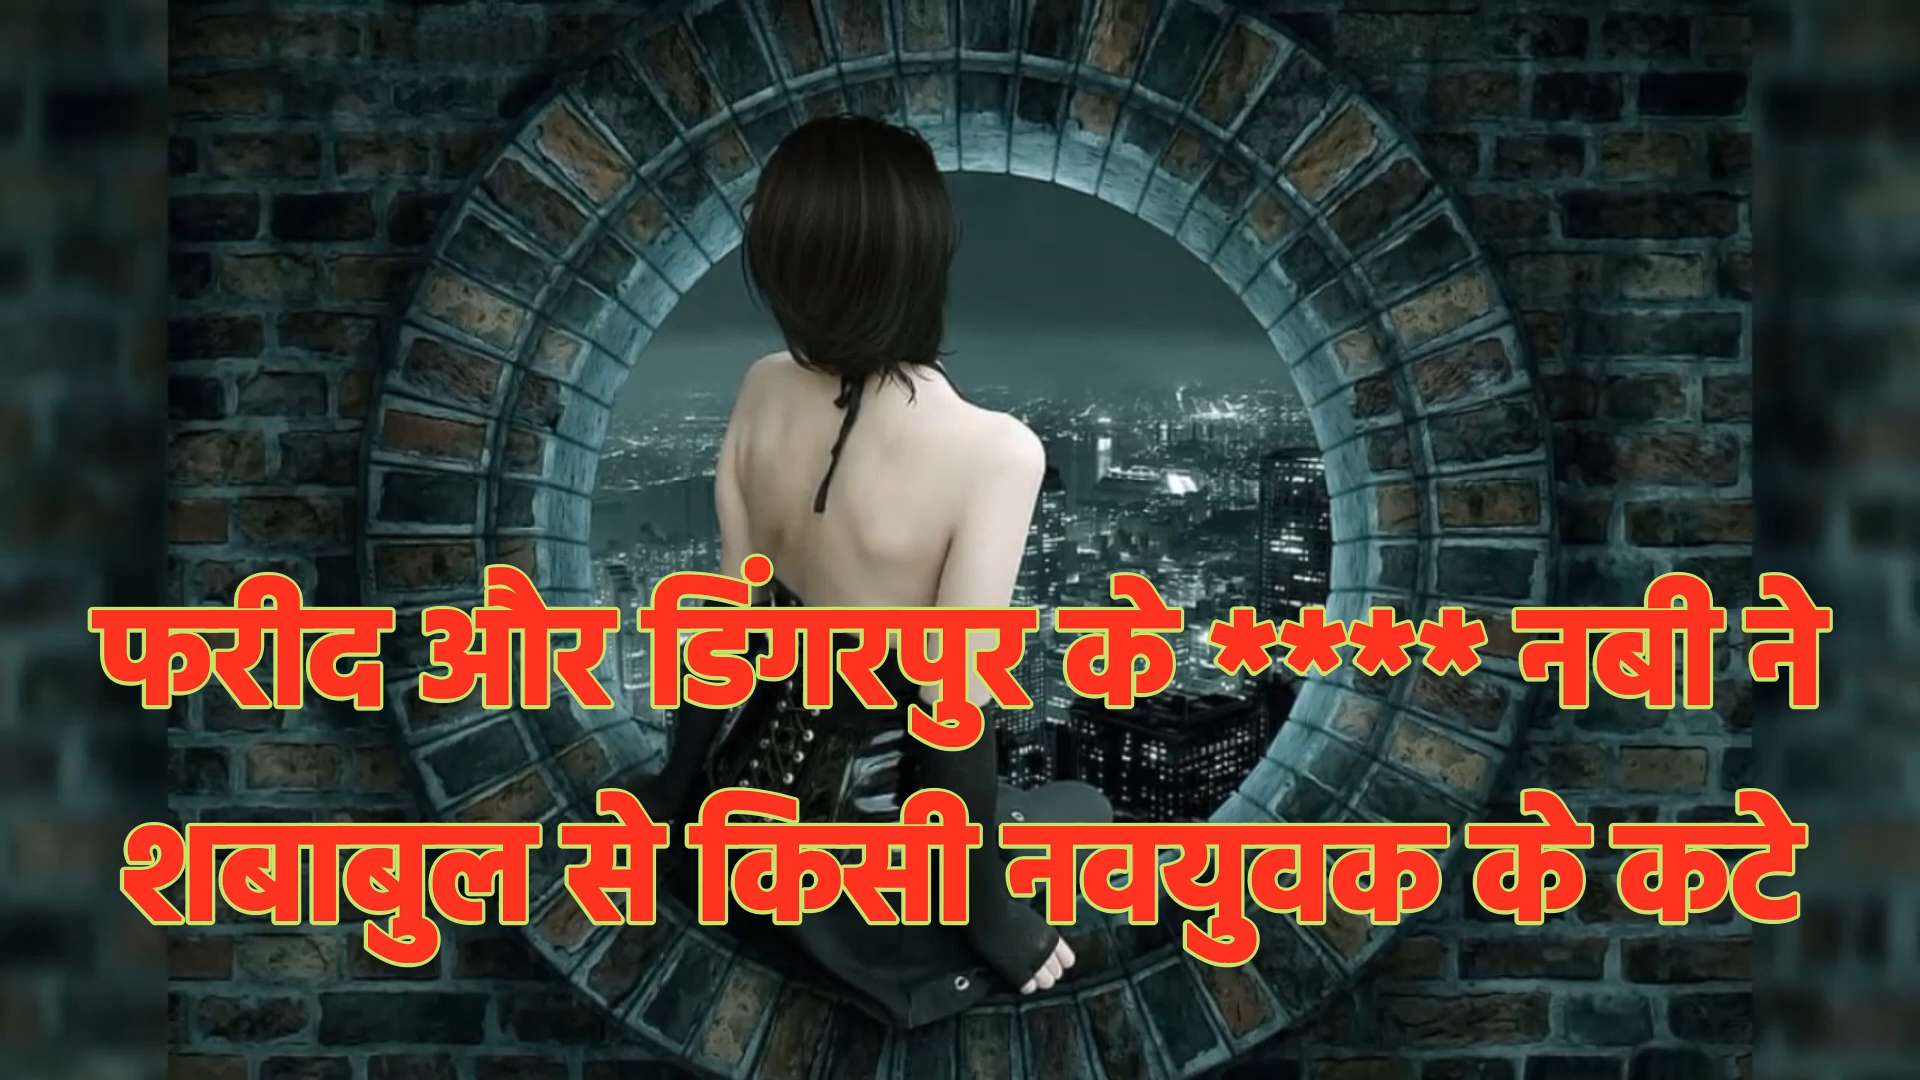 फरीद और डिंगरपुर के **** नबी ने
शबाबुल से किसी नवयुवक के कटे